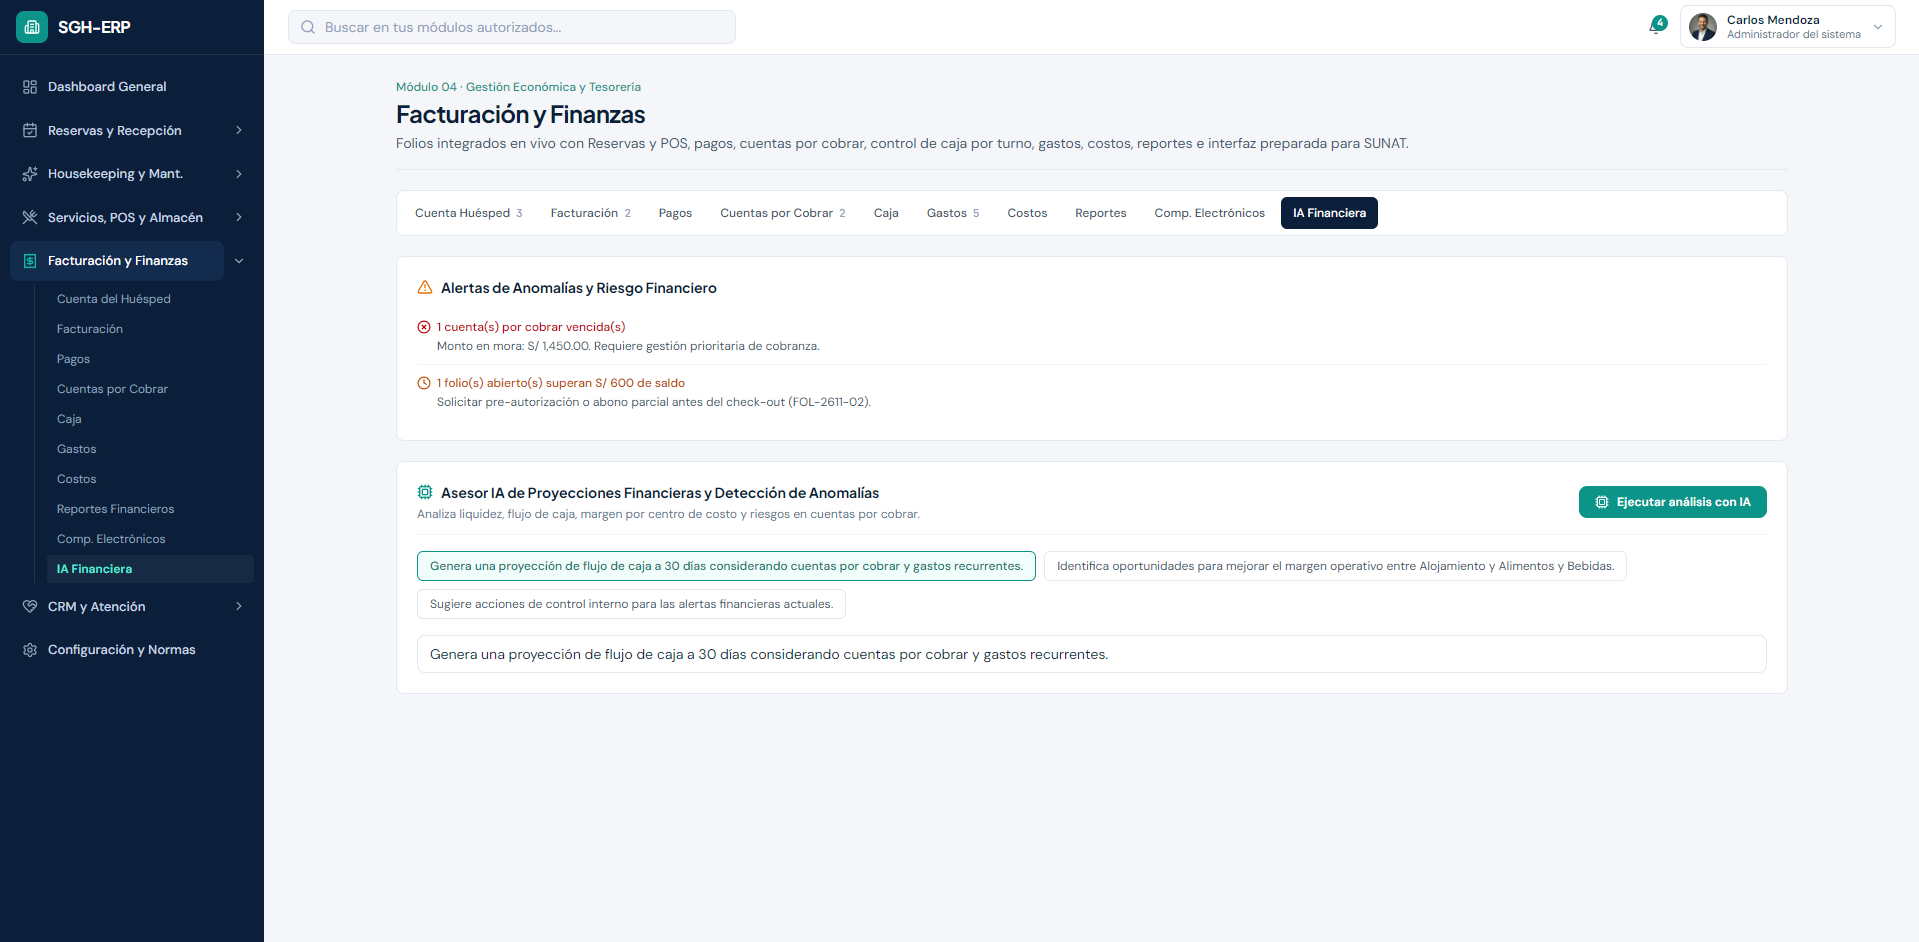 SGH-ERP
Buscar en tus módulos autorizados...
4
Carlos Mendoza
Administrador del sistema
Dashboard General
Reservas y Recepción
Housekeeping y Mant.
Servicios, POS y Almacén
Facturación y Finanzas
Cuenta del Huésped
Facturación
Pagos
Cuentas por Cobrar
Caja
Gastos
Costos
Reportes Financieros
Comp. Electrónicos
IA Financiera
CRM y Atención
Configuración y Normas
Módulo 04 · Gestión Económica y Tesorería
Facturación y Finanzas
Folios integrados en vivo con Reservas y POS, pagos, cuentas por cobrar, control de caja por turno, gastos, costos, reportes e interfaz preparada para SUNAT.
Cuenta Huésped 3 Facturación 2 Pagos Cuentas por Cobrar 2 Caja Gastos 5 Costos Reportes Comp. Electrónicos IA Financiera
Alertas de Anomalías y Riesgo Financiero
1 cuenta(s) por cobrar vencida(s)
Monto en mora: S/ 1,450.00. Requiere gestión prioritaria de cobranza.
1 folio(s) abierto(s) superan S/ 600 de saldo
Solicitar pre-autorización o abono parcial antes del check-out (FOL-2611-02).
Asesor IA de Proyecciones Financieras y Detección de Anomalías
Analiza liquidez, flujo de caja, margen por centro de costo y riesgos en cuentas por cobrar.
Ejecutar análisis con IA
Genera una proyección de flujo de caja a 30 días considerando cuentas por cobrar y gastos recurrentes.
Identifica oportunidades para mejorar el margen operativo entre Alojamiento y Alimentos y Bebidas.
Sugiere acciones de control interno para las alertas financieras actuales.
Genera una proyección de flujo de caja a 30 días considerando cuentas por cobrar y gastos recurrentes.